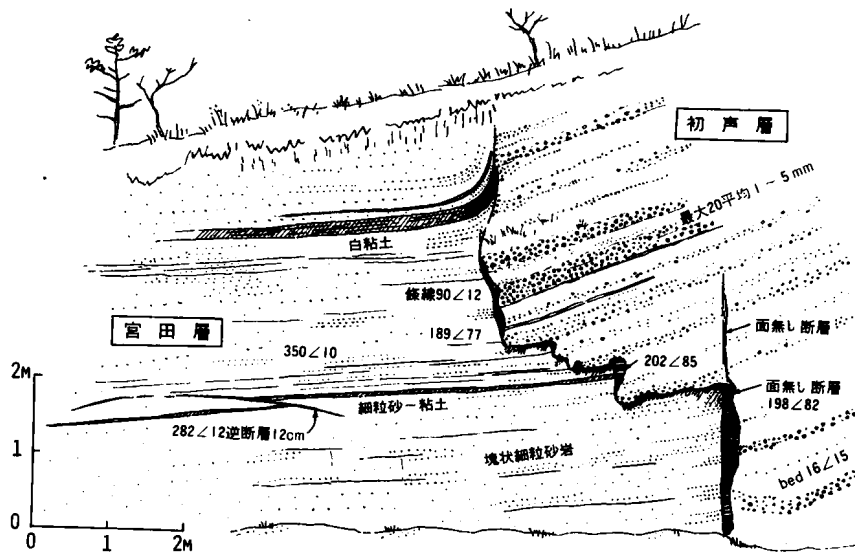 初声層
最大20平均1～5mm
白粘土
條線90∠12
宮田層
189∠77
350∠10
面無し断層
202∠85
面無し断層
198∠82
細粒砂－粘土
282∠12逆断層12cm
塊状細粒砂岩
bed 16∠15
2M
1
0
0
1
2M